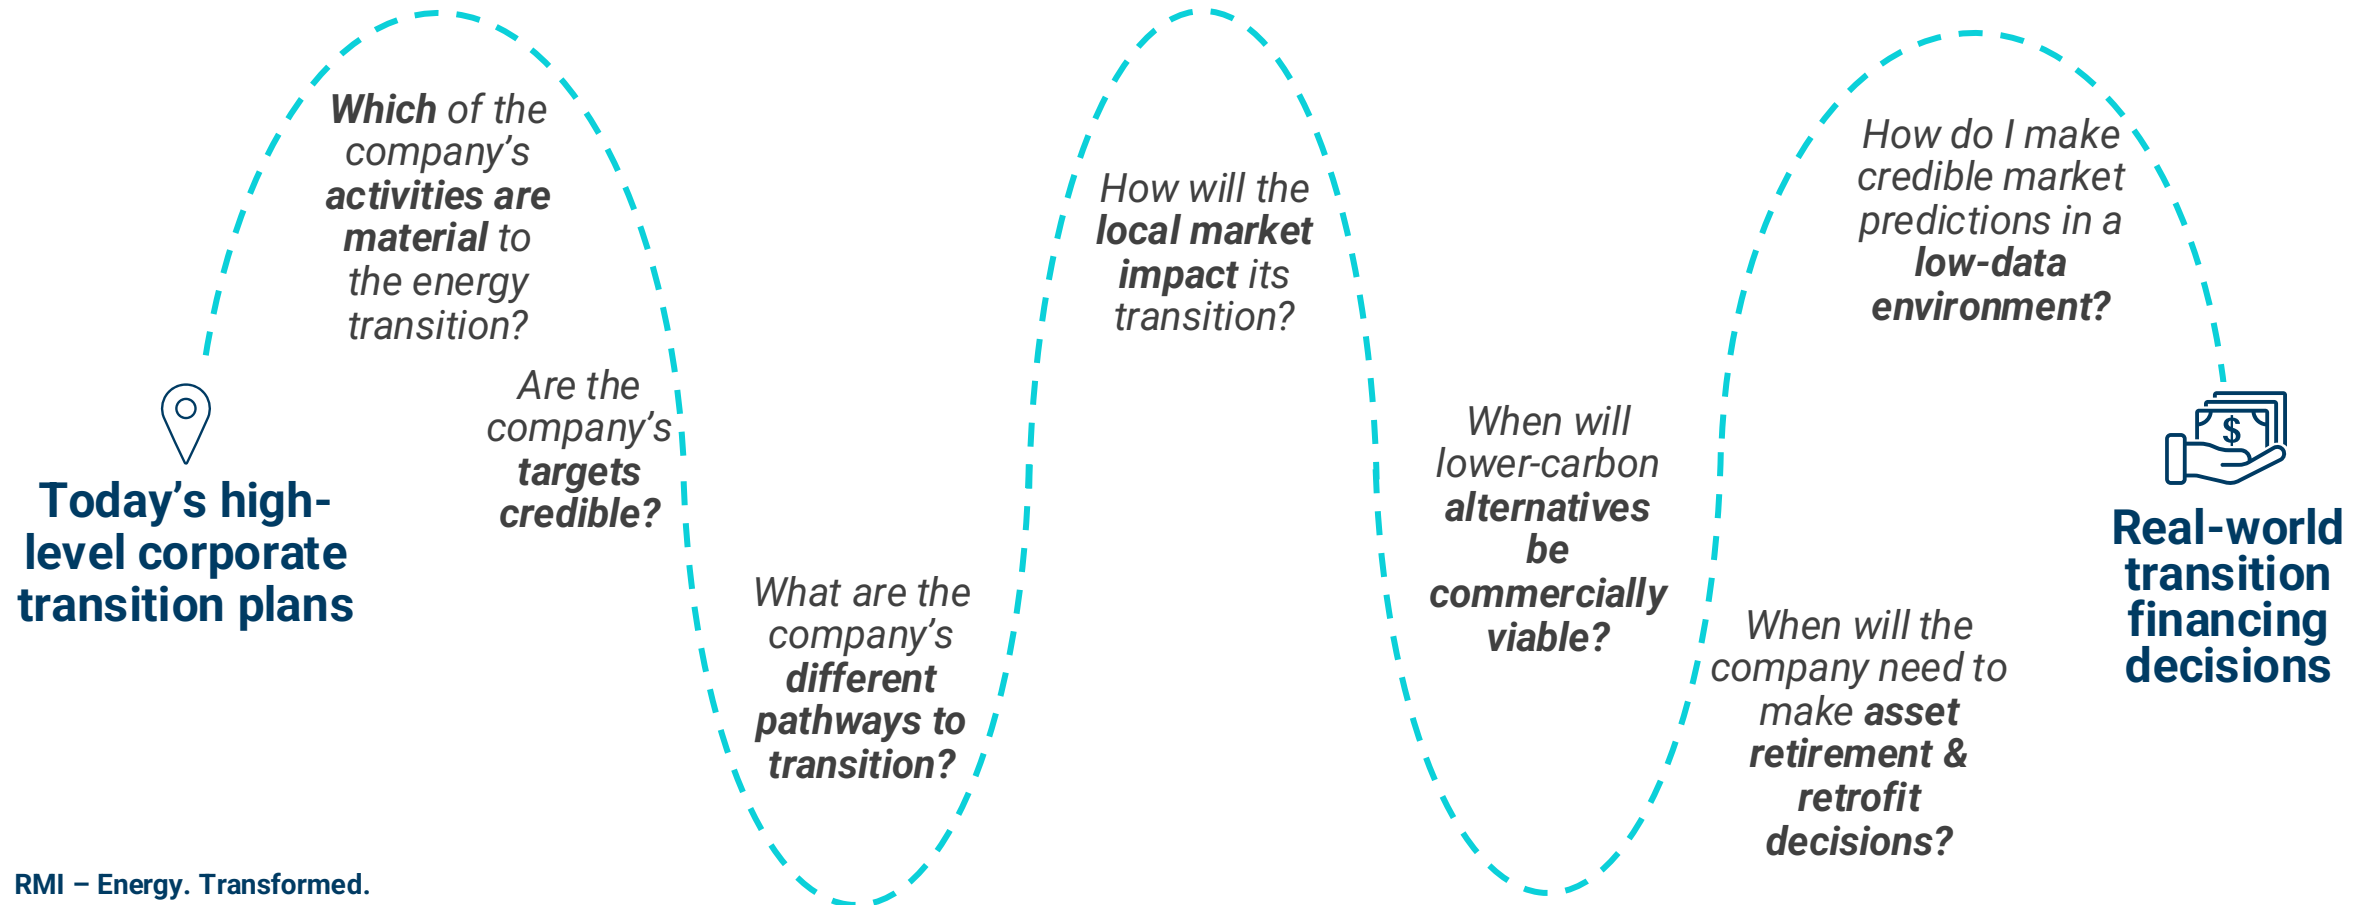 Today's high-
level corporate
transition plans
Which of the
company's
activities are
material to
the energy
transition?
Are the
company's
targets
credible?
What are the
company's
different
pathways to
transition?
How will the
local market
impact its
transition?
When will
lower-carbon
alternatives
be
commercially
viable?
When will the
company need to
make asset
retirement &
retrofit
decisions?
How do I make
credible market
predictions in a
low-data
environment?
$
Real-world
transition
financing
decisions
RMI – Energy. Transformed.